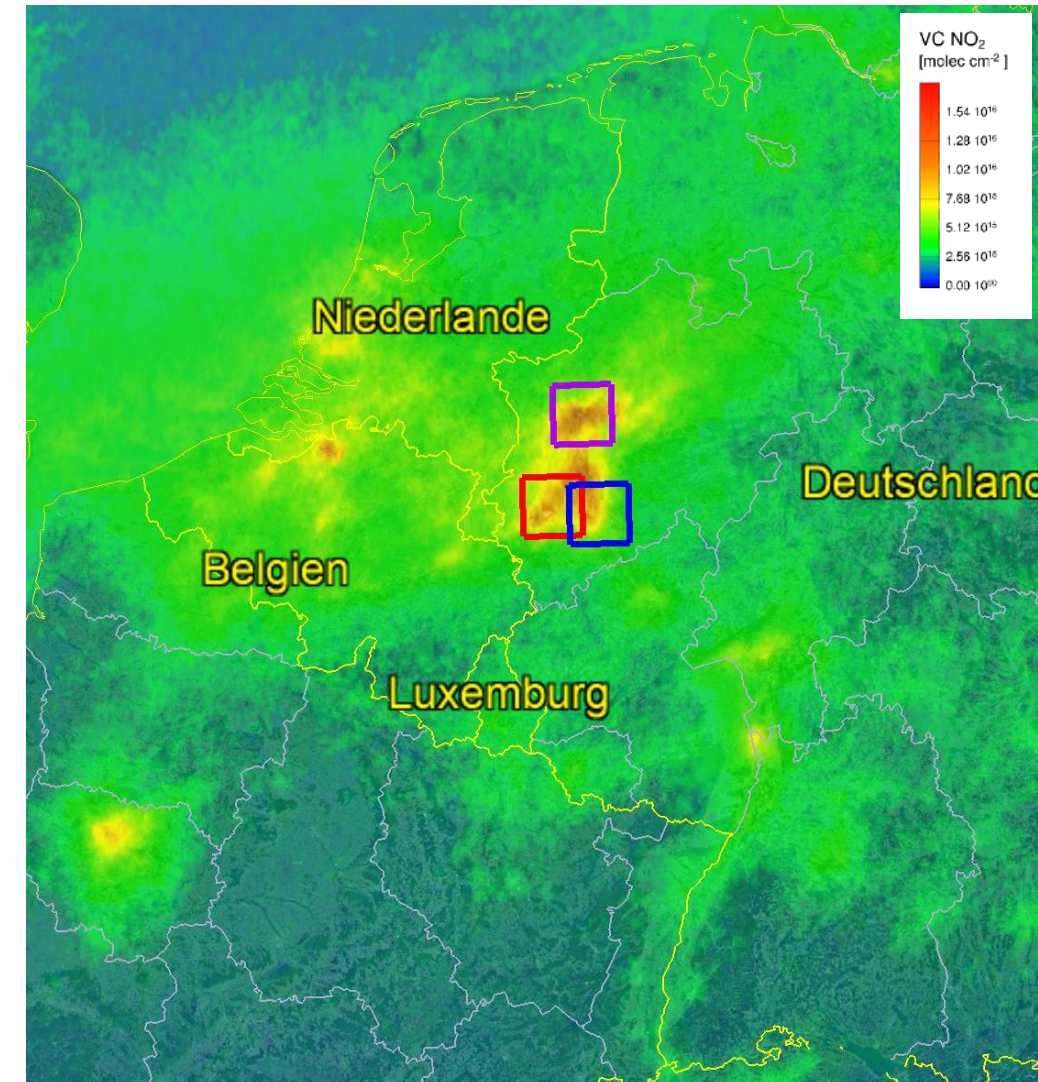 VC NO₂
[molec cm⁻² ]
1.54 10¹⁶
1.28 10¹⁶
1.02 10¹⁶
7.68 10¹⁵
5.12 10¹⁵
2.56 10¹⁵
0.00 10⁰⁰
Niederlande
Deutschland
Belgien
Luxemburg